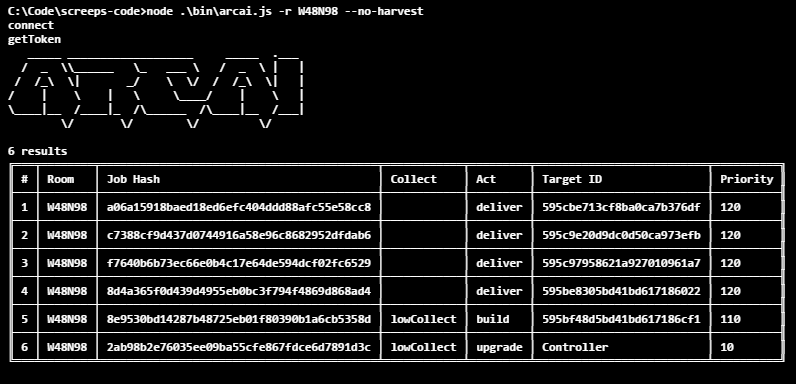 C:\Code\screeps-code>node .\bin\arcai.js -r W48N98 --no-harvest
connect
getToken
ARCAI
6 results
# Room Job Hash Collect Act Target ID Priority
1 W48N98 a06a15918baed18ed6efc404ddd88afc55e58cc8 deliver 595cbe713cf8ba0ca7b376df 120
2 W48N98 c7388cf9d437d0744916a58e96c8682952dfdab6 deliver 595c9e20d9dc0d50ca973efb 120
3 W48N98 f7640b6b73ec66e0b4c17e64de594dcf02fc6529 deliver 595c97958621a927010961a7 120
4 W48N98 8d4a365f0d439d4955eb0bc3f794f4869d868ad4 deliver 595be8305bd41bd617186022 120
5 W48N98 8e9530bd14287b48725eb01f80390b1a6cb5358d lowCollect build 595bf48d5bd41bd617186cf1 110
6 W48N98 2ab98b2e76035ee09ba55cfe867fdce6d7891d3c lowCollect upgrade Controller 10